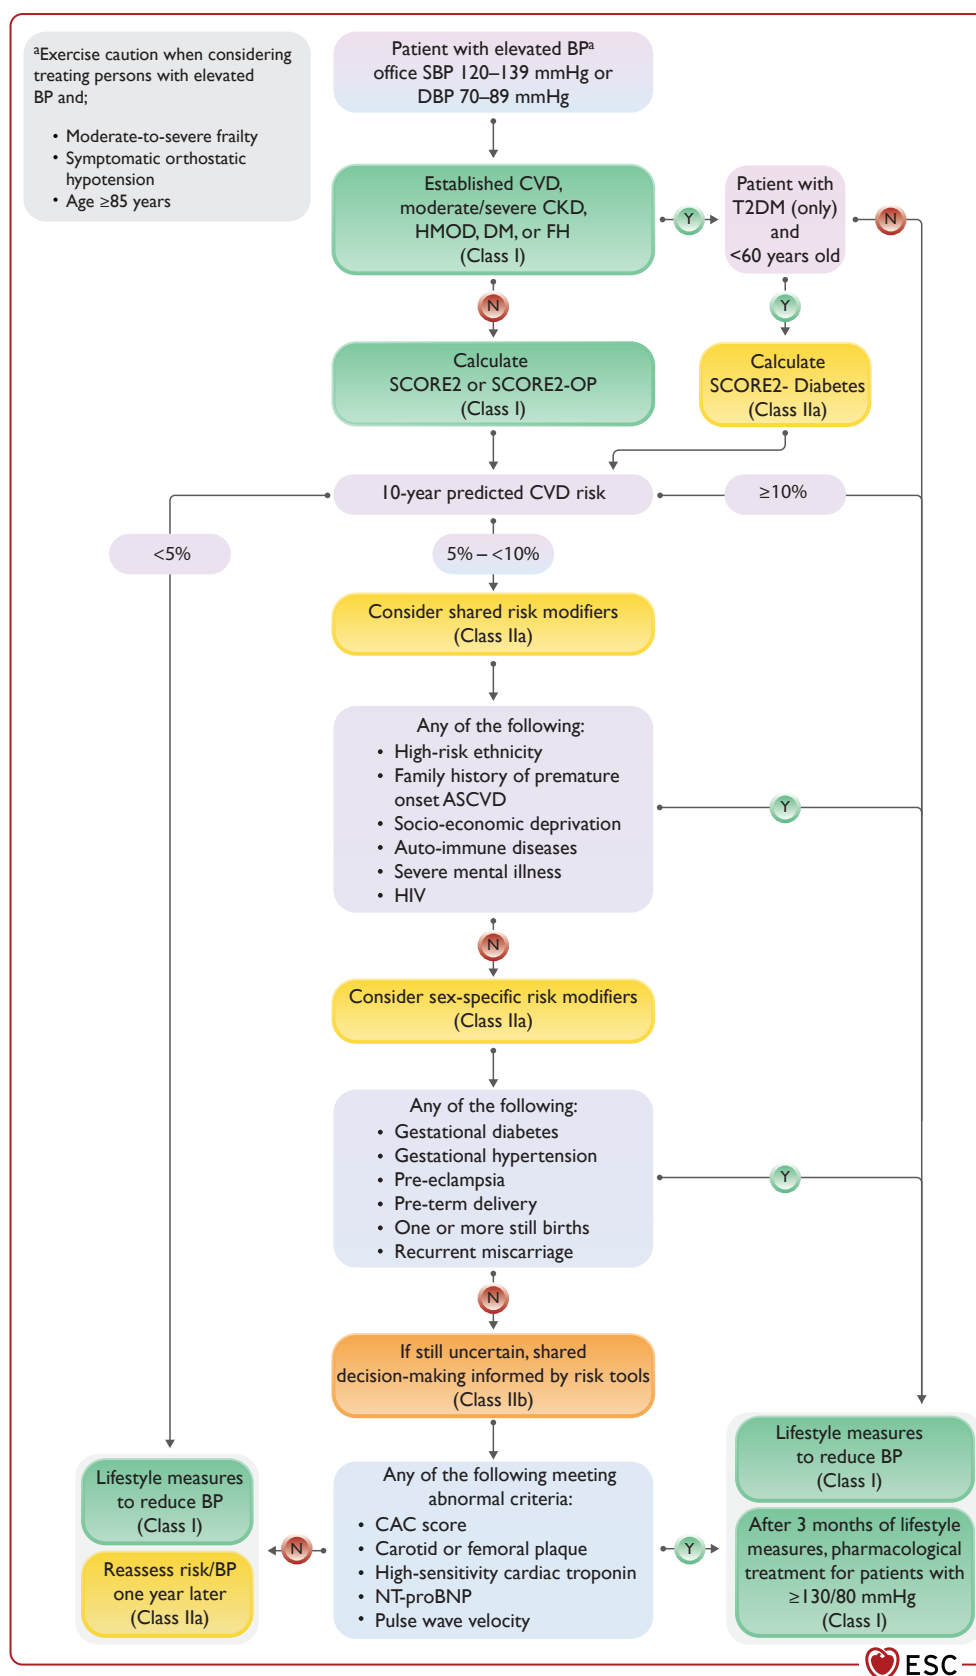 ᵃExercise caution when considering
treating persons with elevated
BP and;
• Moderate-to-severe frailty
• Symptomatic orthostatic
hypotension
• Age ≥85 years
Patient with elevated BPᵃ
office SBP 120–139 mmHg or
DBP 70–89 mmHg
Established CVD,
moderate/severe CKD,
HMOD, DM, or FH
(Class I)
Y
Patient with
T2DM (only)
and
<60 years old
N
N
Y
Calculate
SCORE2 or SCORE2-OP
(Class I)
Calculate
SCORE2- Diabetes
(Class IIa)
10-year predicted CVD risk
≥10%
<5%
5% – <10%
Consider shared risk modifiers
(Class IIa)
Any of the following:
• High-risk ethnicity
• Family history of premature
onset ASCVD
• Socio-economic deprivation
• Auto-immune diseases
• Severe mental illness
• HIV
Y
N
Consider sex-specific risk modifiers
(Class IIa)
Any of the following:
• Gestational diabetes
• Gestational hypertension
• Pre-eclampsia
• Pre-term delivery
• One or more still births
• Recurrent miscarriage
Y
N
If still uncertain, shared
decision-making informed by risk tools
(Class IIb)
Any of the following meeting
abnormal criteria:
• CAC score
• Carotid or femoral plaque
• High-sensitivity cardiac troponin
• NT-proBNP
• Pulse wave velocity
N
Y
Lifestyle measures
to reduce BP
(Class I)
Reassess risk/BP
one year later
(Class IIa)
Lifestyle measures
to reduce BP
(Class I)
After 3 months of lifestyle
measures, pharmacological
treatment for patients with
≥130/80 mmHg
(Class I)
ESC